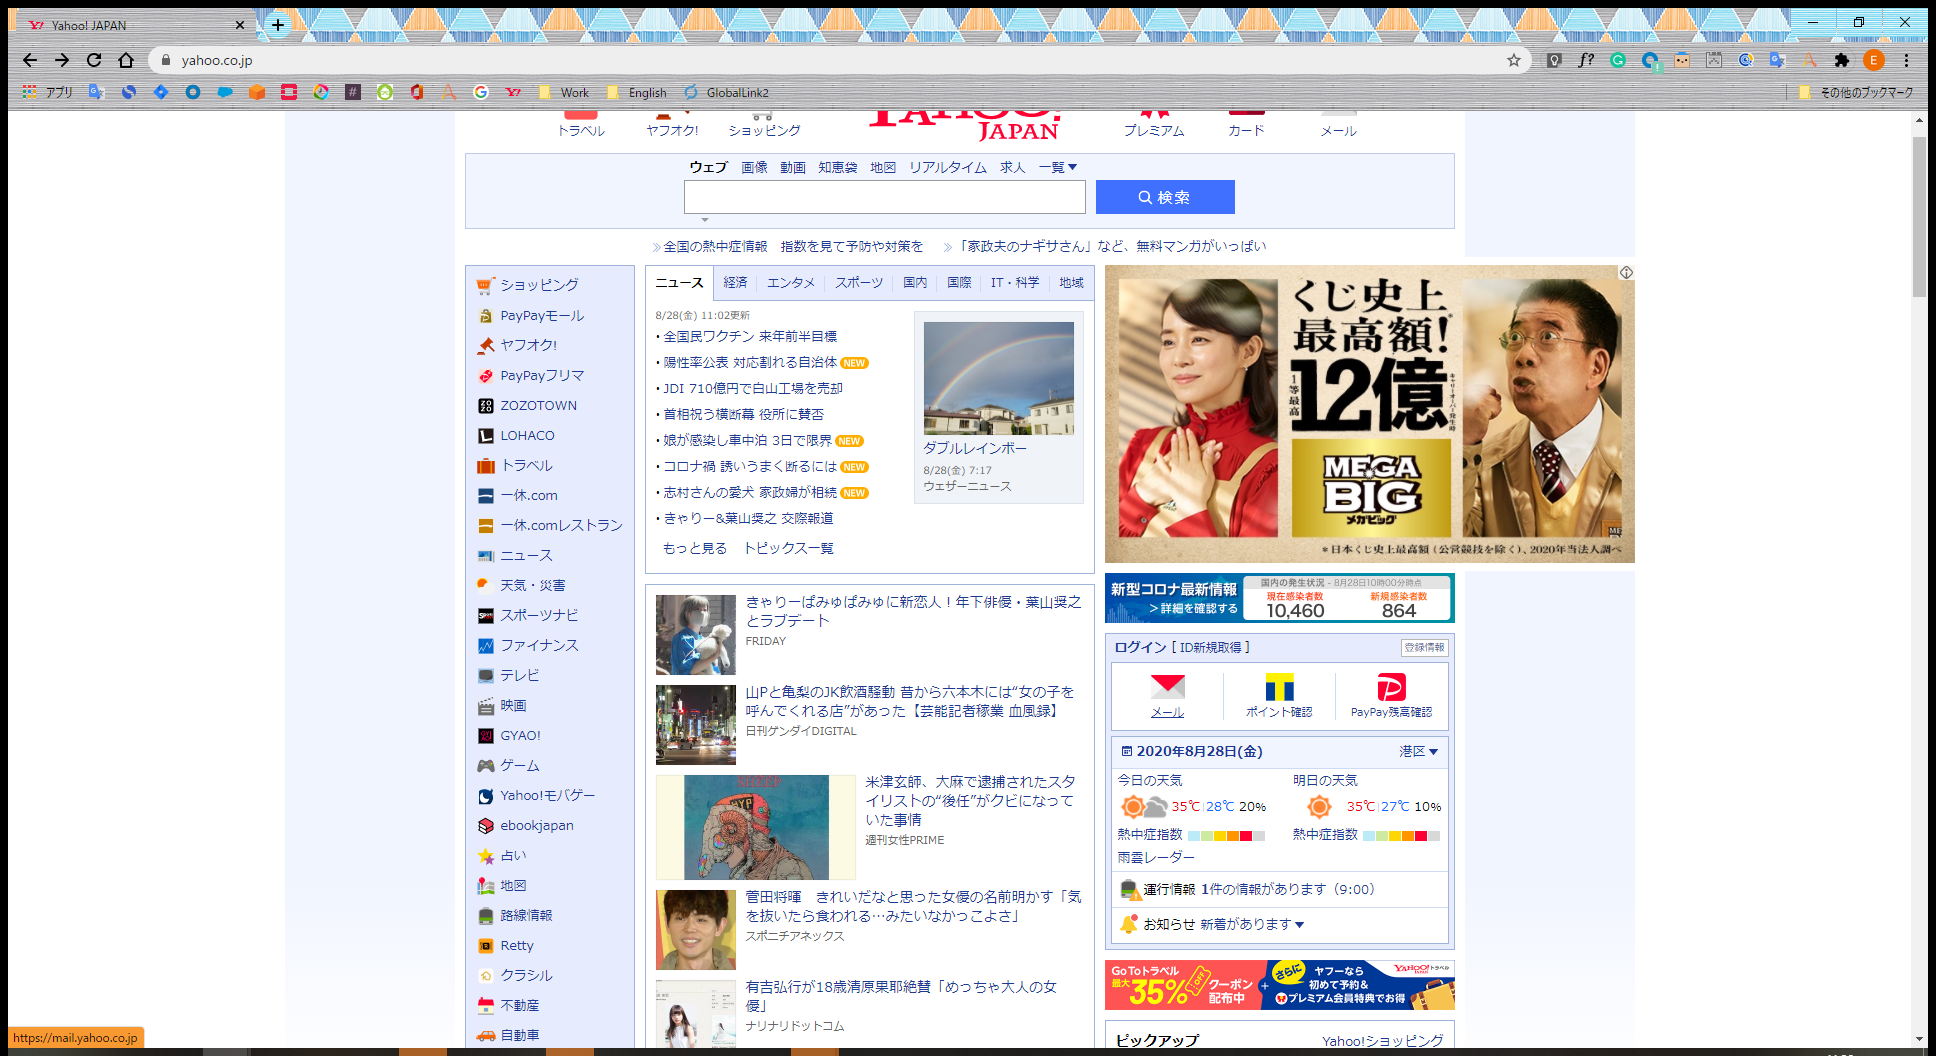 Yahoo! JAPAN
yahoo.co.jp
f?
E
アプリ
Work
English
GlobalLink2
その他のブックマーク
トラベル
ヤフオク!
ショッピング
YAHOO!
JAPAN
プレミアム
カード
メール
ウェブ 画像 動画 知恵袋 地図 リアルタイム 求人 一覧▼
検索
全国の熱中症情報　指数を見て予防や対策を
「家政夫のナギサさん」など、無料マンガがいっぱい
ショッピング
PayPayモール
ヤフオク!
PayPayフリマ
ZOZOTOWN
LOHACO
トラベル
一休.com
一休.comレストラン
ニュース
天気・災害
スポーツナビ
ファイナンス
テレビ
映画
GYAO!
ゲーム
Yahoo!モバゲー
ebookjapan
占い
地図
路線情報
Retty
クラシル
不動産
自動車
ニュース 経済 エンタメ スポーツ 国内 国際 IT・科学 地域
8/28(金) 11:02更新
・全国民ワクチン 来年前半目標
・陽性率公表 対応割れる自治体 NEW
・JDI 710億円で白山工場を売却
・首相祝う横断幕 役所に賛否
・娘が感染し車中泊 3日で限界 NEW
・コロナ禍 誘いうまく断るには NEW
・志村さんの愛犬 家政婦が相続 NEW
・きゃりー&葉山奨之 交際報道
もっと見る トピックス一覧
ダブルレインボー
8/28(金) 7:17
ウェザーニュース
きゃりーぱみゅぱみゅに新恋人！年下俳優・葉山奨之
とラブデート
FRIDAY
山Pと亀梨のJK飲酒騒動 昔から六本木には“女の子を
呼んでくれる店”があった【芸能記者稼業 血風録】
日刊ゲンダイDIGITAL
米津玄師、大麻で逮捕されたスタ
イリストの“後任”がクビになって
いた事情
週刊女性PRIME
菅田将暉　きれいだなと思った女優の名前明かす「気
を抜いたら食われる…みたいなかっこよさ」
スポニチアネックス
有吉弘行が18歳清原果耶絶賛「めっちゃ大人の女
優」
ナリナリドットコム
くじ史上
最高額!*
1等最高
12億
キャリーオーバー発生時
MEGA
BIG
メガビッグ
*日本くじ史上最高額（公営競技を除く）、2020年当法人調べ
新型コロナ最新情報
＞詳細を確認する
国内の発生状況 - 8月28日10時00分時点
現在感染者数 新規感染者数
10,460 864
ログイン [ ID新規取得 ]
登録情報
メール
ポイント確認
PayPay残高確認
2020年8月28日(金)
港区▼
今日の天気
35℃ 28℃ 20%
熱中症指数
明日の天気
35℃ 27℃ 10%
熱中症指数
雨雲レーダー
運行情報 1件の情報があります（9:00）
お知らせ 新着があります▼
Go To トラベル
最大35%OFF
クーポン
配布中
+
さらに
ヤフーなら
初めて予約&
プレミアム会員特典でお得
YAHOO!トラベル
JAPAN
ピックアップ
Yahoo!ショッピング
https://mail.yahoo.co.jp